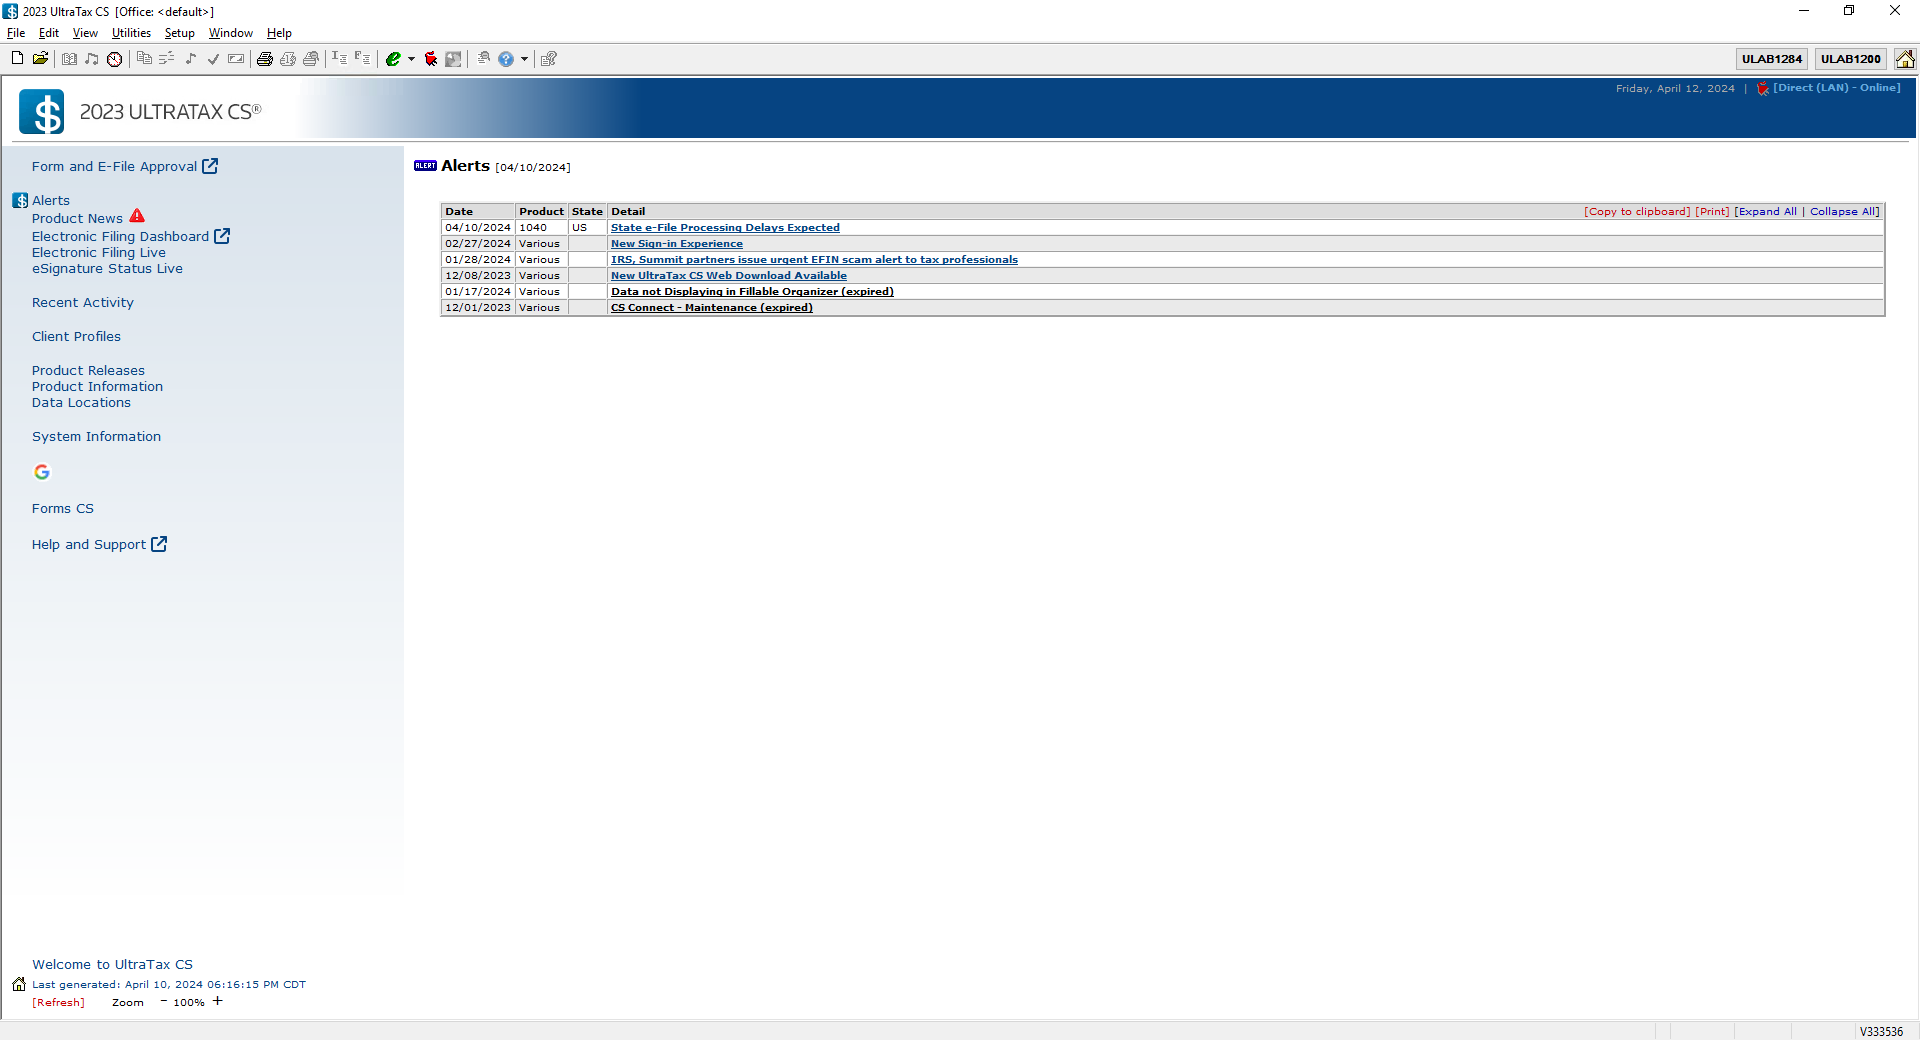 2023 UltraTax CS [Office: <default>]
File Edit View Utilities Setup Window Help
ULAB1284 ULAB1200
Friday, April 12, 2024 | [Direct (LAN) - Online]
2023 ULTRATAX CS®
Form and E-File Approval
Alerts
Product News
Electronic Filing Dashboard
Electronic Filing Live
eSignature Status Live
Recent Activity
Client Profiles
Product Releases
Product Information
Data Locations
System Information
Forms CS
Help and Support
ALERT Alerts [04/10/2024]
Date Product State Detail [Copy to clipboard] [Print] [Expand All | Collapse All]
04/10/2024 1040 US State e-File Processing Delays Expected
02/27/2024 Various New Sign-in Experience
01/28/2024 Various IRS, Summit partners issue urgent EFIN scam alert to tax professionals
12/08/2023 Various New UltraTax CS Web Download Available
01/17/2024 Various Data not Displaying in Fillable Organizer (expired)
12/01/2023 Various CS Connect - Maintenance (expired)
Welcome to UltraTax CS
Last generated: April 10, 2024 06:16:15 PM CDT
[Refresh] Zoom - 100% +
V333536